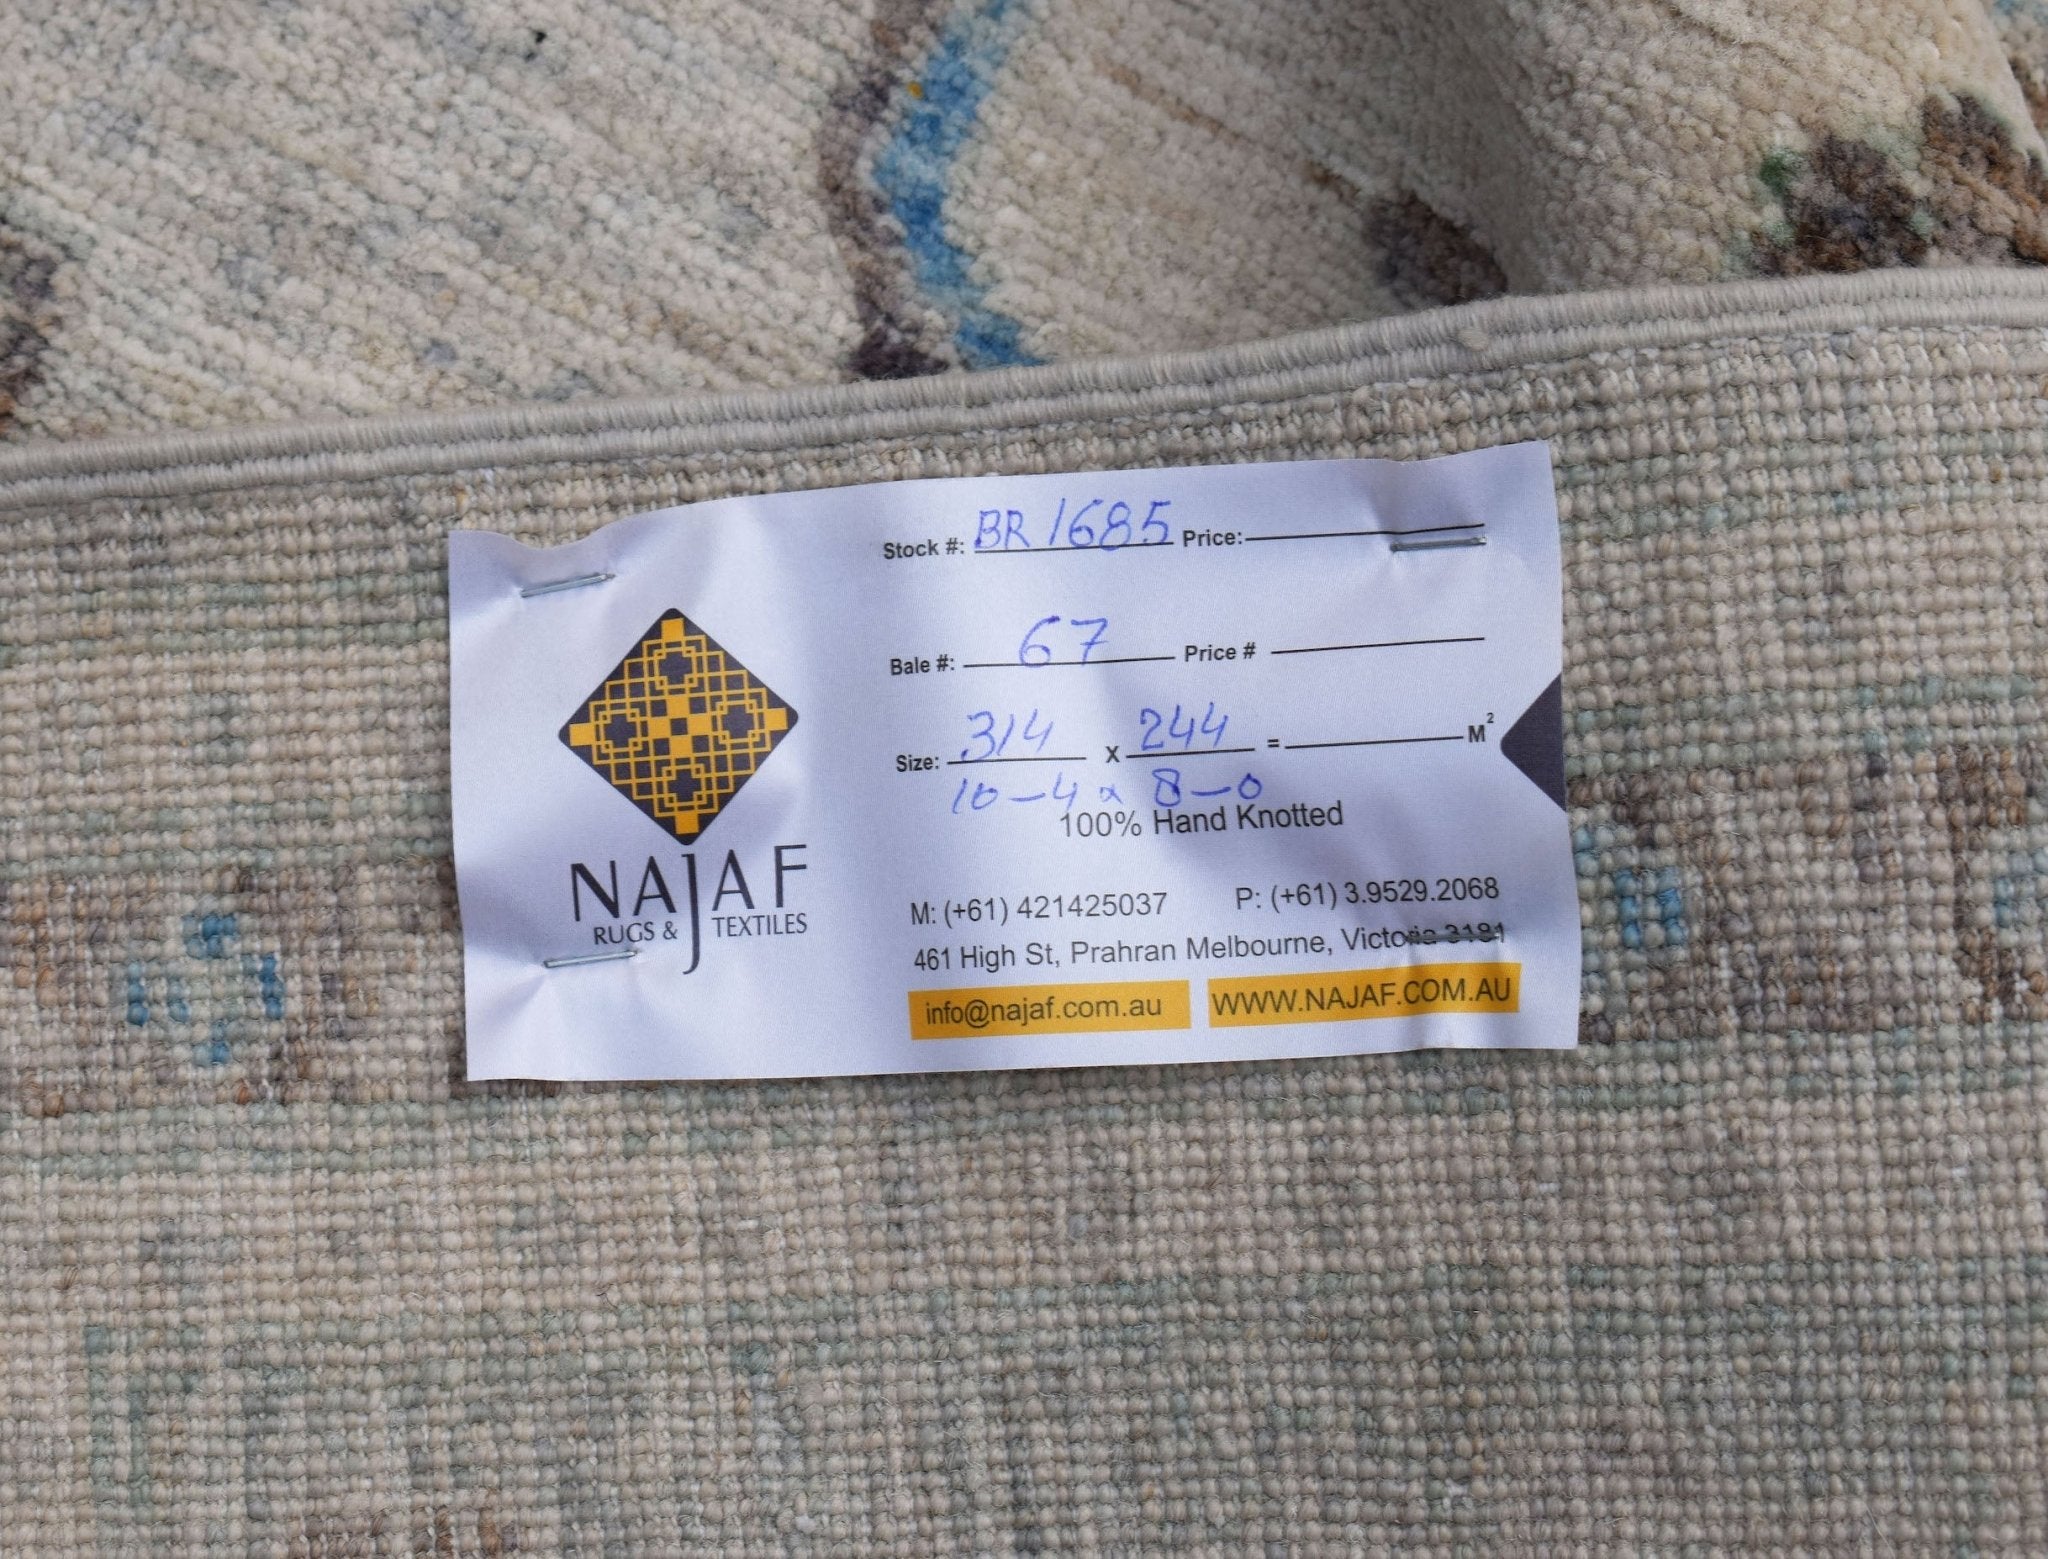 Stock #: BR 1685 Price:
Bale #: 67 Price #
Size: 314 x 244 = M²
10-4 x 8-0
100% Hand Knotted
NAJAF
RUGS & TEXTILES
M: (+61) 421425037 P: (+61) 3.9529.2068
461 High St, Prahran Melbourne, Victoria 3181
info@najaf.com.au WWW.NAJAF.COM.AU